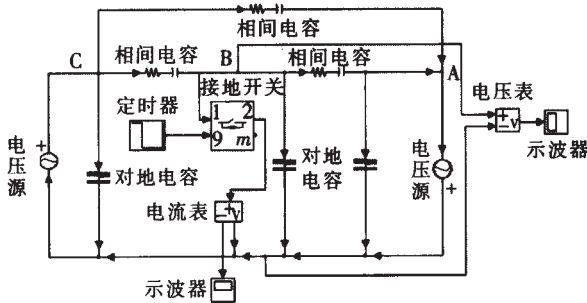 相间电容
C
相间电容
B
相间电容
A
接地开关
定时器
1 2
9 m
电压表
+
−v
示波器
电压源
+
对地电容
对地
电容
电压源
+
电流表
−+v
示波器